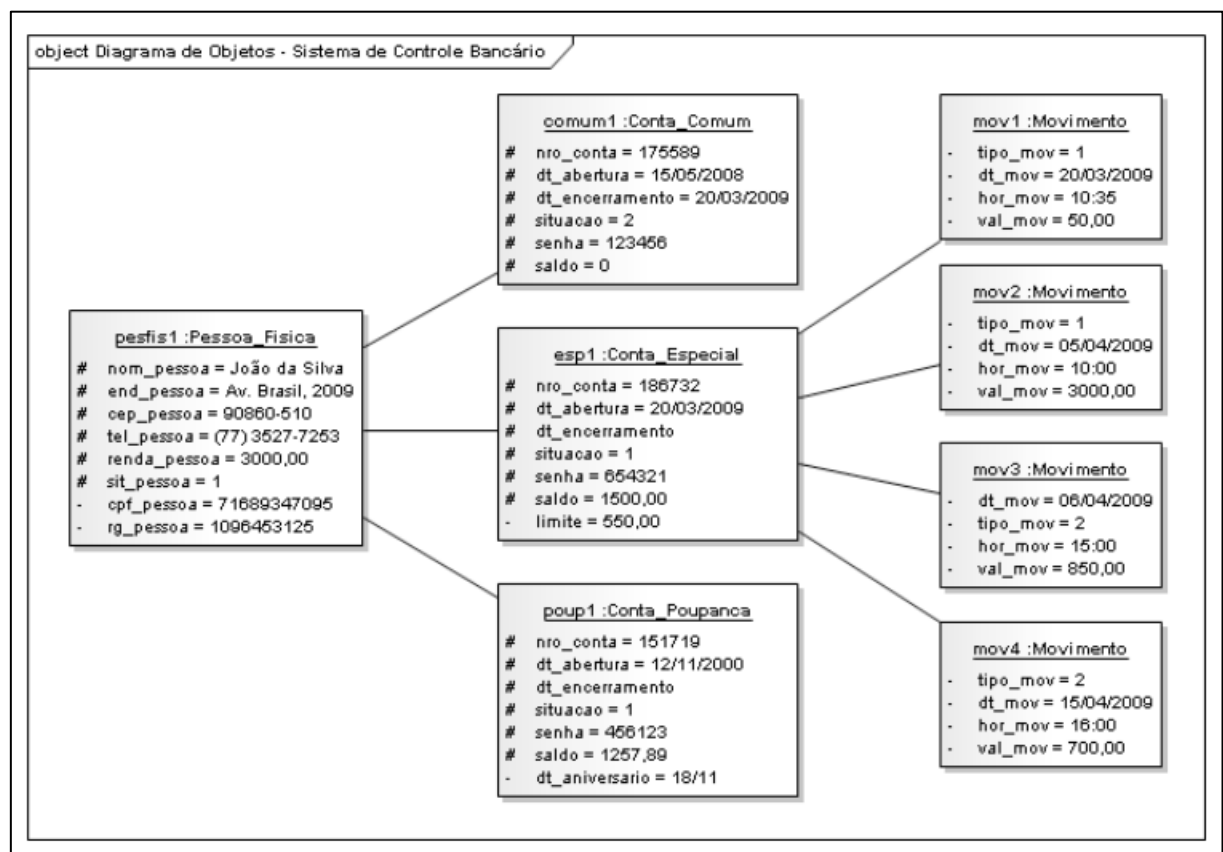 object Diagrama de Objetos - Sistema de Controle Bancário
pesfis1 :Pessoa_Fisica
# nom_pessoa = João da Silva
# end_pessoa = Av. Brasil, 2009
# cep_pessoa = 90860-510
# tel_pessoa = (77) 3527-7253
# renda_pessoa = 3000,00
# sit_pessoa = 1
- cpf_pessoa = 71689347095
- rg_pessoa = 1096453125
comum1 :Conta_Comum
# nro_conta = 175589
# dt_abertura = 15/05/2008
# dt_encerramento = 20/03/2009
# situacao = 2
# senha = 123456
# saldo = 0
esp1 :Conta_Especial
# nro_conta = 186732
# dt_abertura = 20/03/2009
# dt_encerramento
# situacao = 1
# senha = 654321
# saldo = 1500,00
- limite = 550,00
poup1 :Conta_Poupanca
# nro_conta = 151719
# dt_abertura = 12/11/2000
# dt_encerramento
# situacao = 1
# senha = 456123
# saldo = 1257,89
- dt_aniversario = 18/11
mov1 :Movimento
- tipo_mov = 1
- dt_mov = 20/03/2009
- hor_mov = 10:35
- val_mov = 50,00
mov2 :Movimento
- tipo_mov = 1
- dt_mov = 05/04/2009
- hor_mov = 10:00
- val_mov = 3000,00
mov3 :Movimento
- dt_mov = 06/04/2009
- tipo_mov = 2
- hor_mov = 15:00
- val_mov = 850,00
mov4 :Movimento
- tipo_mov = 2
- dt_mov = 15/04/2009
- hor_mov = 16:00
- val_mov = 700,00